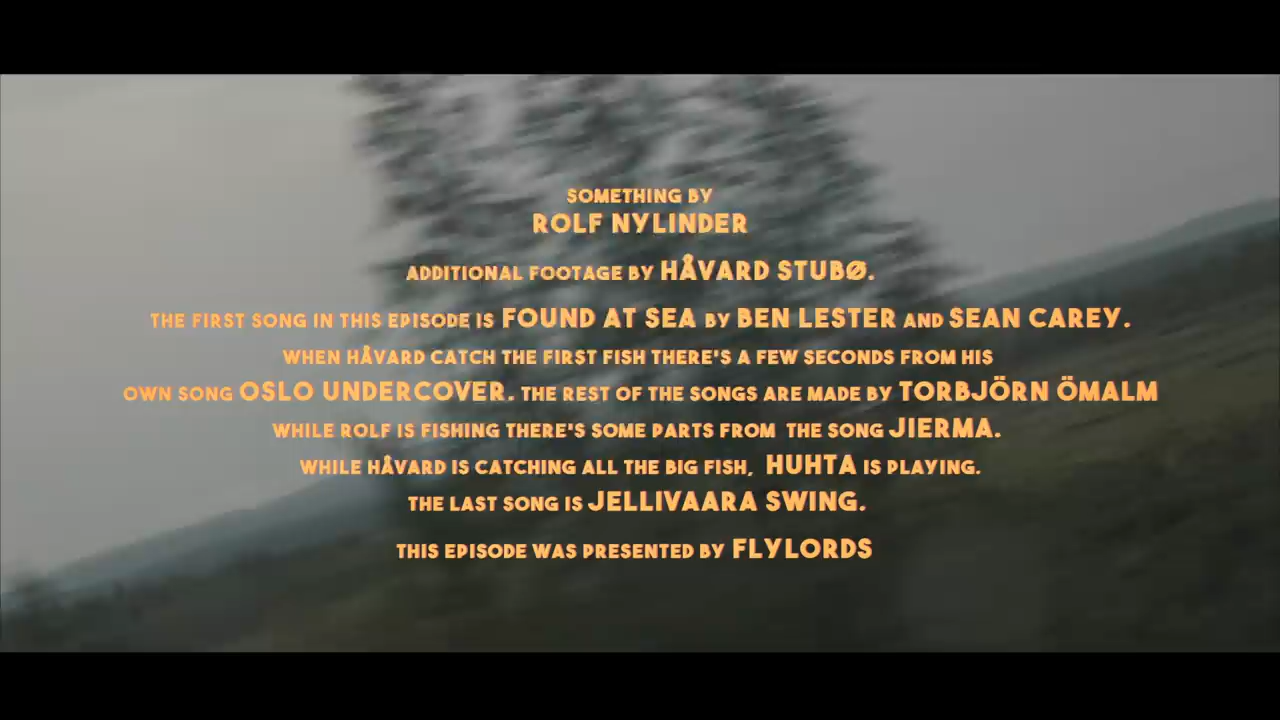 SOMETHING BY
ROLF NYLINDER
ADDITIONAL FOOTAGE BY HÅVARD STUBØ.
THE FIRST SONG IN THIS EPISODE IS FOUND AT SEA BY BEN LESTER AND SEAN CAREY.
WHEN HÅVARD CATCH THE FIRST FISH THERE'S A FEW SECONDS FROM HIS
OWN SONG OSLO UNDERCOVER. THE REST OF THE SONGS ARE MADE BY TORBJÖRN ÖMALM
WHILE ROLF IS FISHING THERE'S SOME PARTS FROM THE SONG JIERMA.
WHILE HÅVARD IS CATCHING ALL THE BIG FISH, HUHTA IS PLAYING.
THE LAST SONG IS JELLIVAARA SWING.
THIS EPISODE WAS PRESENTED BY FLYLORDS